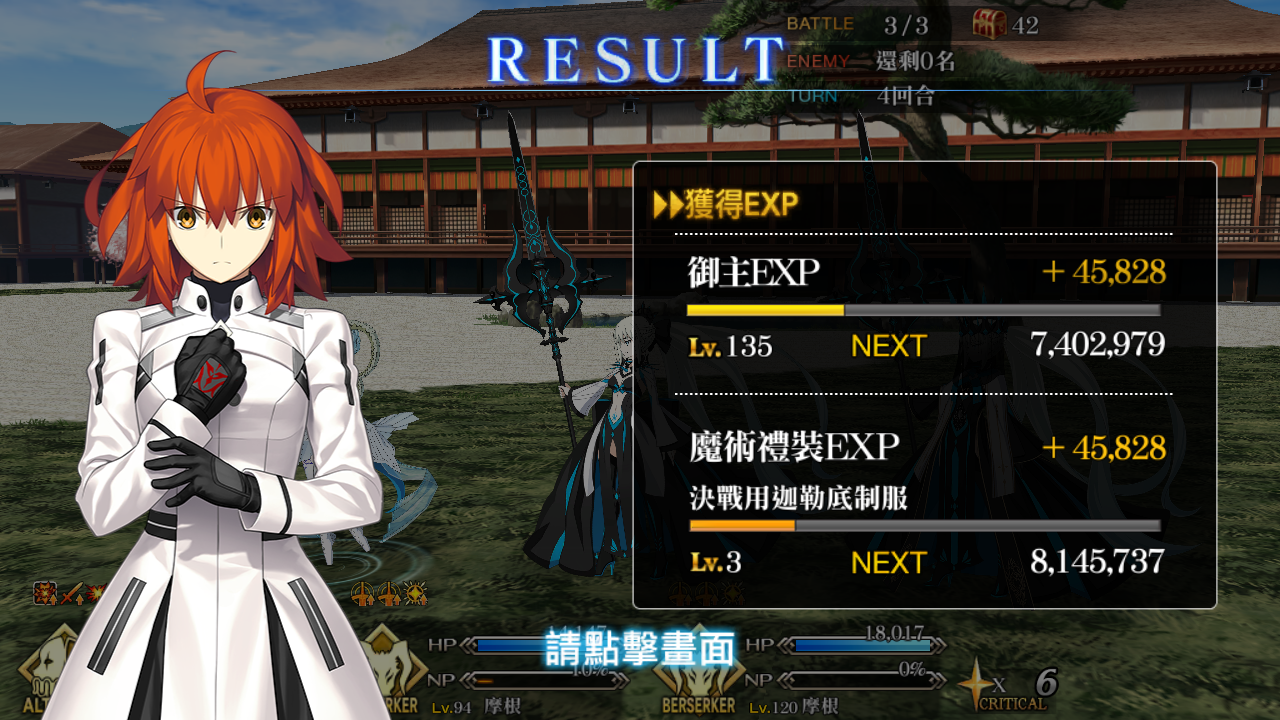 RESULT
BATTLE 3/3 42
ENEMY 還剩0名
TURN 4回合
獲得EXP
御主EXP +45,828
Lv.135 NEXT 7,402,979
魔術禮裝EXP +45,828
決戰用迦勒底制服
Lv.3 NEXT 8,145,737
請點擊畫面
HP
HP 18,017
NP 10%
NP 0%
X 6
CRITICAL
BERSERKER
Lv.94 摩根
Lv.120 摩根